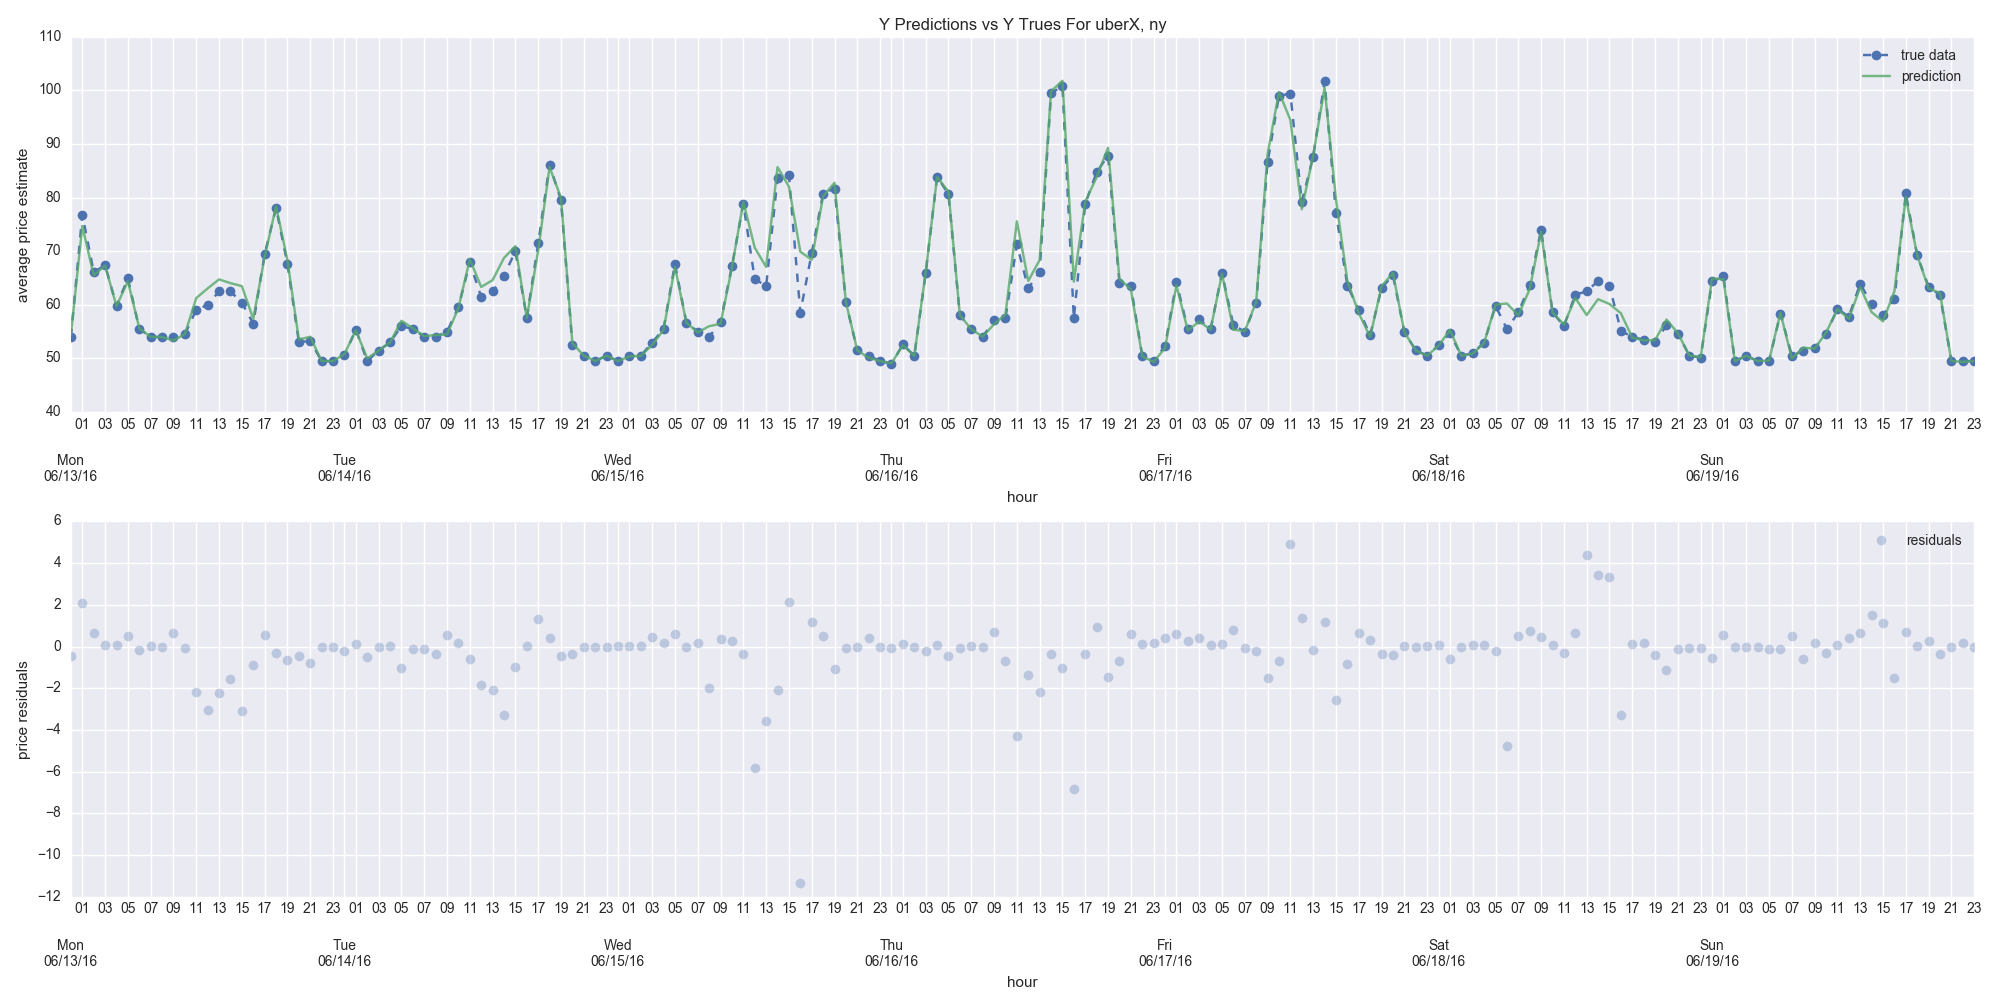 Y Predictions vs Y Trues For uberX, ny
true data
prediction
average price estimate
110
100
90
80
70
60
50
40
01 03 05 07 09 11 13 15 17 19 21 23 01 03 05 07 09 11 13 15 17 19 21 23 01 03 05 07 09 11 13 15 17 19 21 23 01 03 05 07 09 11 13 15 17 19 21 23 01 03 05 07 09 11 13 15 17 19 21 23 01 03 05 07 09 11 13 15 17 19 21 23 01 03 05 07 09 11 13 15 17 19 21 23
Mon Tue Wed Thu Fri Sat Sun
06/13/16 06/14/16 06/15/16 06/16/16 06/17/16 06/18/16 06/19/16
hour
residuals
price residuals
6
4
2
0
−2
−4
−6
−8
−10
−12
01 03 05 07 09 11 13 15 17 19 21 23 01 03 05 07 09 11 13 15 17 19 21 23 01 03 05 07 09 11 13 15 17 19 21 23 01 03 05 07 09 11 13 15 17 19 21 23 01 03 05 07 09 11 13 15 17 19 21 23 01 03 05 07 09 11 13 15 17 19 21 23 01 03 05 07 09 11 13 15 17 19 21 23
Mon Tue Wed Thu Fri Sat Sun
06/13/16 06/14/16 06/15/16 06/16/16 06/17/16 06/18/16 06/19/16
hour